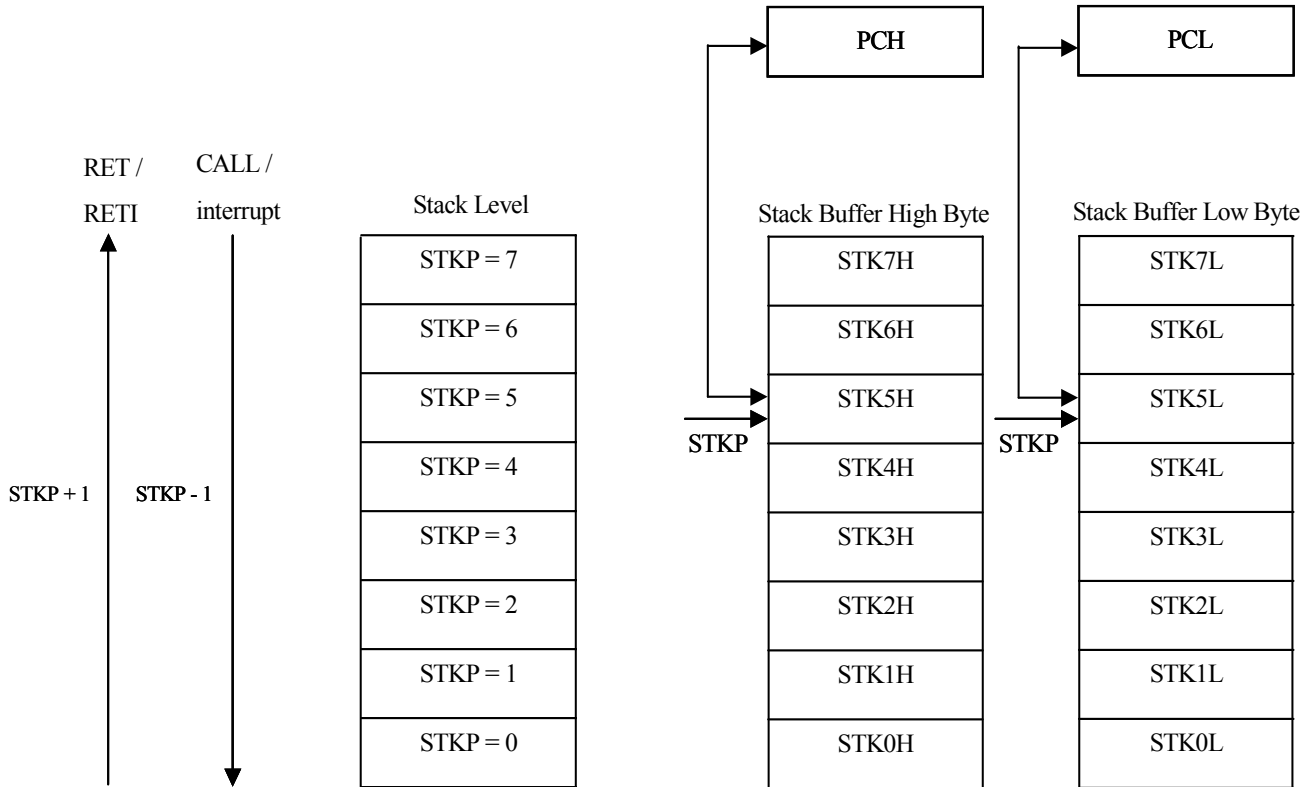 PCH
PCL
RET /
RETI
CALL /
interrupt
Stack Level
Stack Buffer High Byte
Stack Buffer Low Byte
STKP = 7
STK7H
STK7L
STKP = 6
STK6H
STK6L
STKP = 5
STK5H
STK5L
STKP
STKP
STKP = 4
STK4H
STK4L
STKP + 1
STKP - 1
STKP = 3
STK3H
STK3L
STKP = 2
STK2H
STK2L
STKP = 1
STK1H
STK1L
STKP = 0
STK0H
STK0L